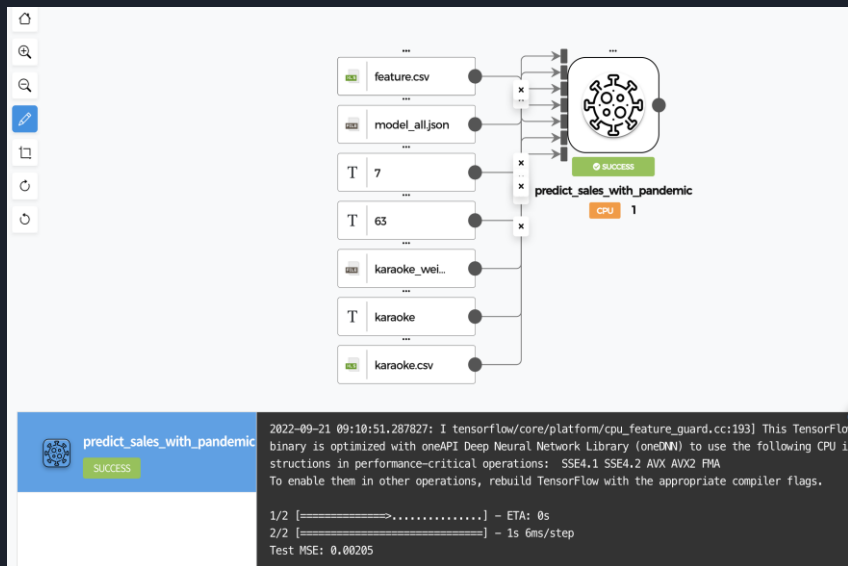 feature.csv
model_all.json
T 7
T 63
karaoke_wei...
T karaoke
karaoke.csv
SUCCESS
predict_sales_with_pandemic
CPU 1
predict_sales_with_pandemic
SUCCESS
2022-09-21 09:10:51.287827: I tensorflow/core/platform/cpu_feature_guard.cc:193] This TensorFlow
binary is optimized with oneAPI Deep Neural Network Library (oneDNN) to use the following CPU i
structions in performance-critical operations:  SSE4.1 SSE4.2 AVX AVX2 FMA
To enable them in other operations, rebuild TensorFlow with the appropriate compiler flags.
1/2 [==============>...............] - ETA: 0s
2/2 [==============================] - 1s 6ms/step
Test MSE: 0.00205